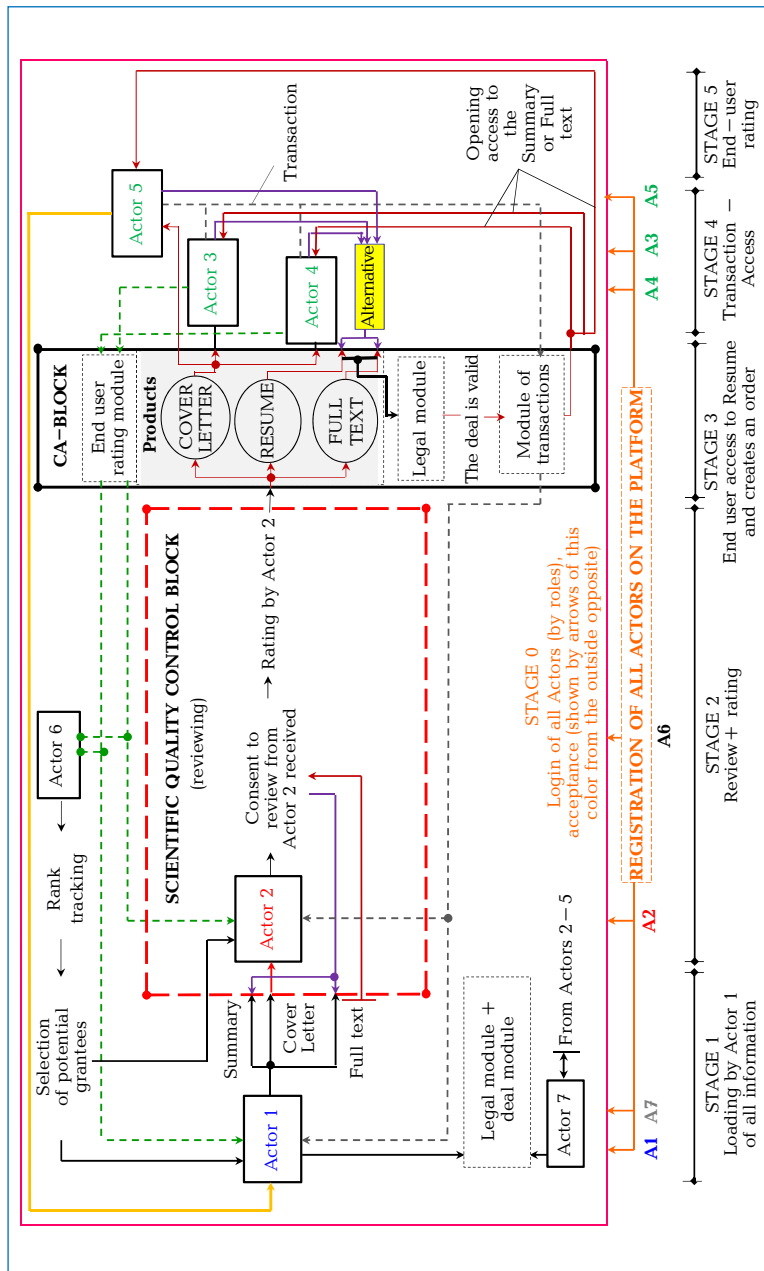 Actor 6
Rank
tracking
Selection
of potential
grantees
Actor 1
Summary
Cover
Letter
Full text
Legal module +
deal module
Actor 7
From Actors 2–5
SCIENTIFIC QUALITY CONTROL BLOCK
(reviewing)
Actor 2
Consent to
review from
Actor 2 received
Rating by Actor 2
CA-BLOCK
End user
rating module
Products
COVER
LETTER
RESUME
FULL
TEXT
Legal module
The deal is valid
Module of
transactions
Actor 5
Actor 3
Actor 4
Alternative
Transaction
Opening
access to
the
Summary
or Full
text
STAGE 0
Login of all Actors (by roles),
acceptance (shown by arrows of this
color from the outside opposite)
REGISTRATION OF ALL ACTORS ON THE PLATFORM
A1
A7
A2
A6
A4
A3
A5
STAGE 1
Loading by Actor 1
of all information
STAGE 2
Review+ rating
STAGE 3
End user access to Resume
and creates an order
STAGE 4
Transaction –
Access
STAGE 5
End–user
rating